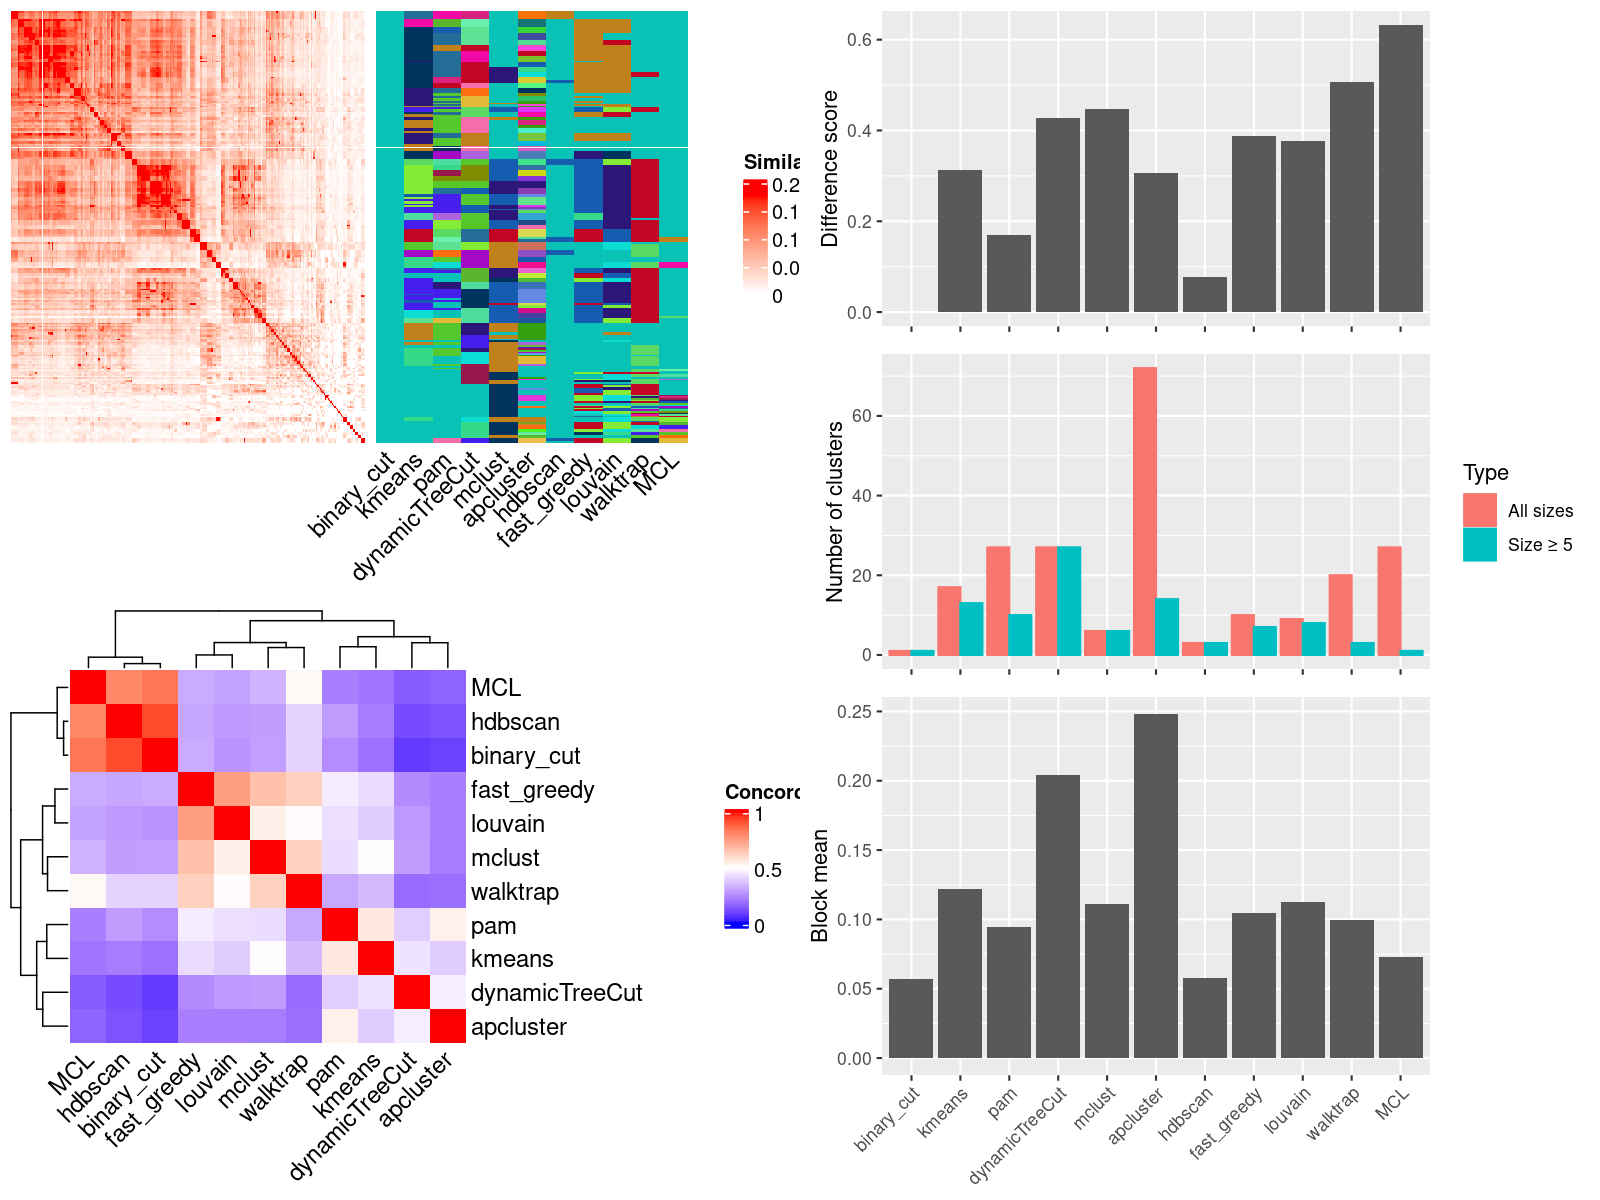 Simila
0.2
0.1
0.1
0.0
0
binary_cut
kmeans
pam
dynamicTreeCut
mclust
apcluster
hdbscan
fast_greedy
louvain
walktrap
MCL
MCL
hdbscan
binary_cut
fast_greedy
louvain
mclust
walktrap
pam
kmeans
dynamicTreeCut
apcluster
MCL
hdbscan
binary_cut
fast_greedy
louvain
mclust
walktrap
pam
kmeans
dynamicTreeCut
apcluster
Concord
1
0.5
0
Difference score
0.6
0.4
0.2
0.0
Number of clusters
60
40
20
0
Type
All sizes
Size ≥ 5
Block mean
0.25
0.20
0.15
0.10
0.05
0.00
binary_cut
kmeans
pam
dynamicTreeCut
mclust
apcluster
hdbscan
fast_greedy
louvain
walktrap
MCL